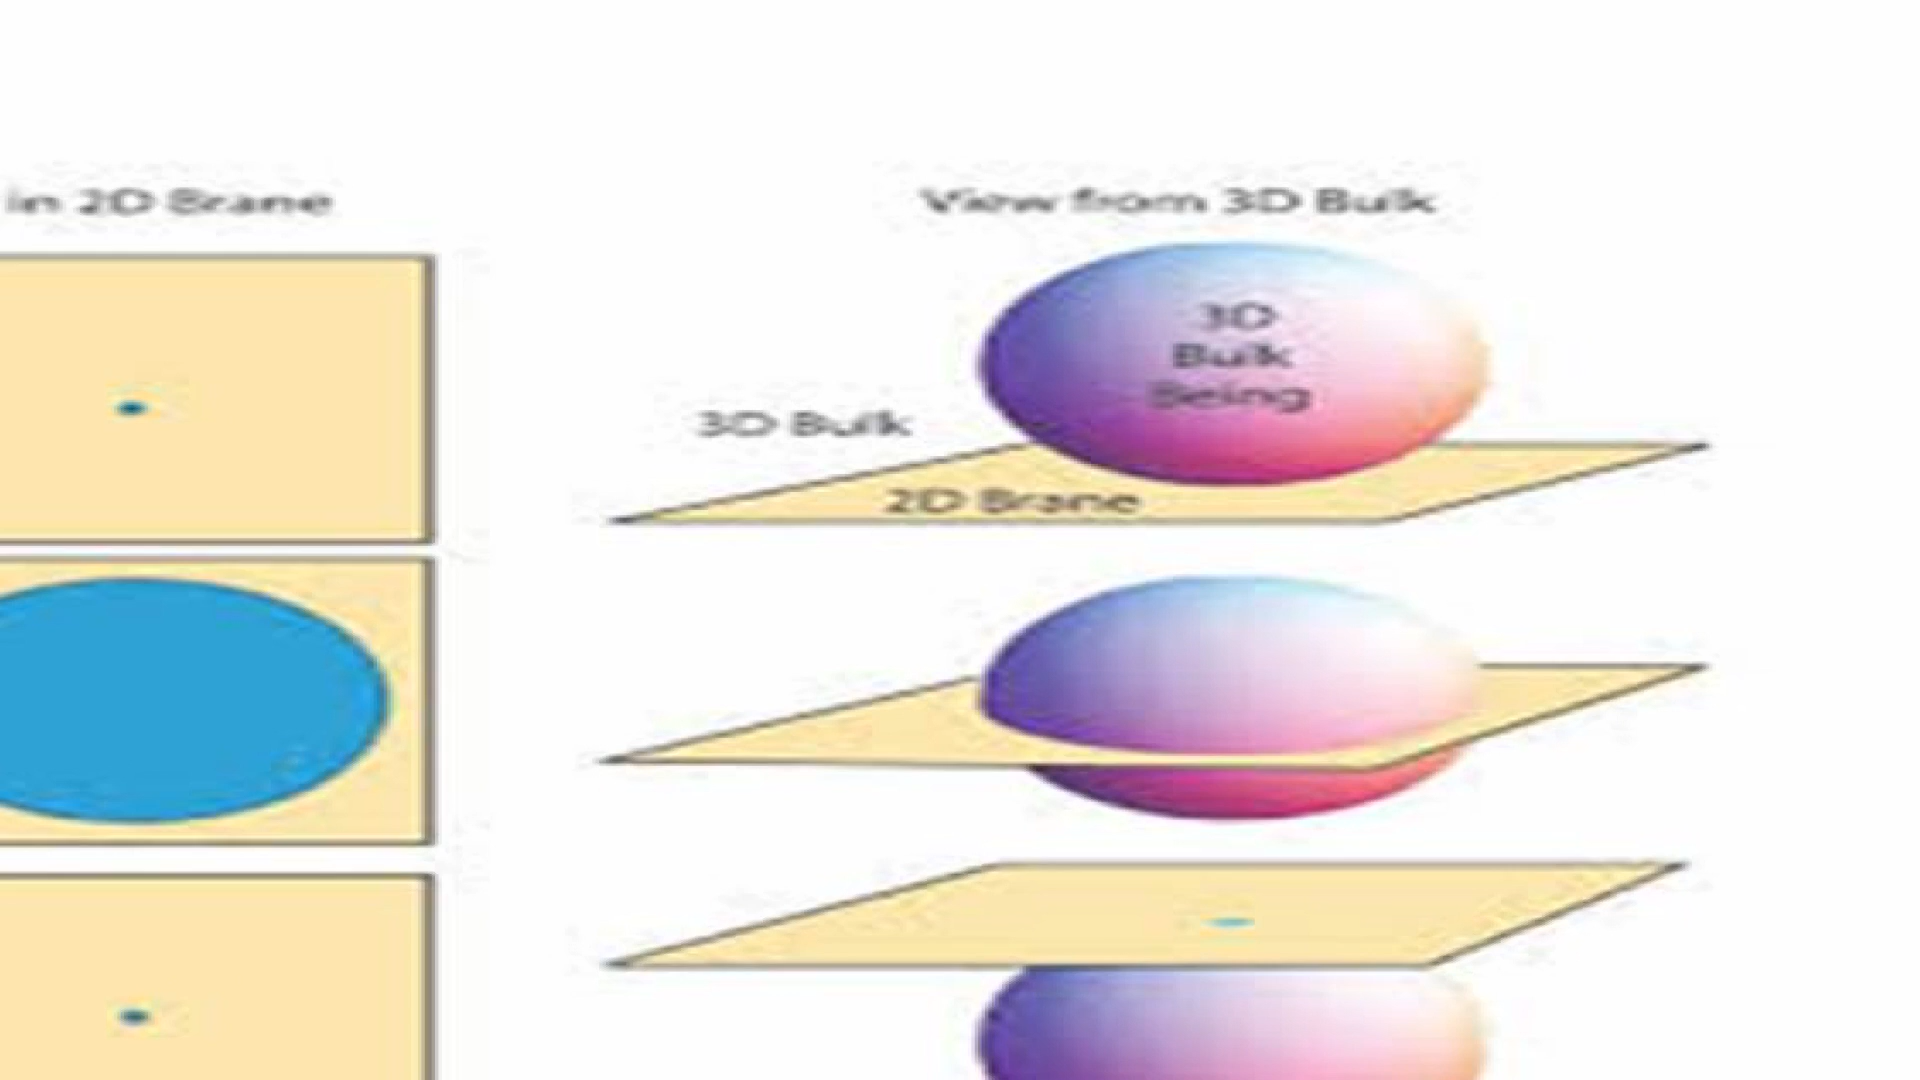 in 2D Brane
View from 3D Bulk
3D
Bulk
Being
3D Bulk
2D Brane